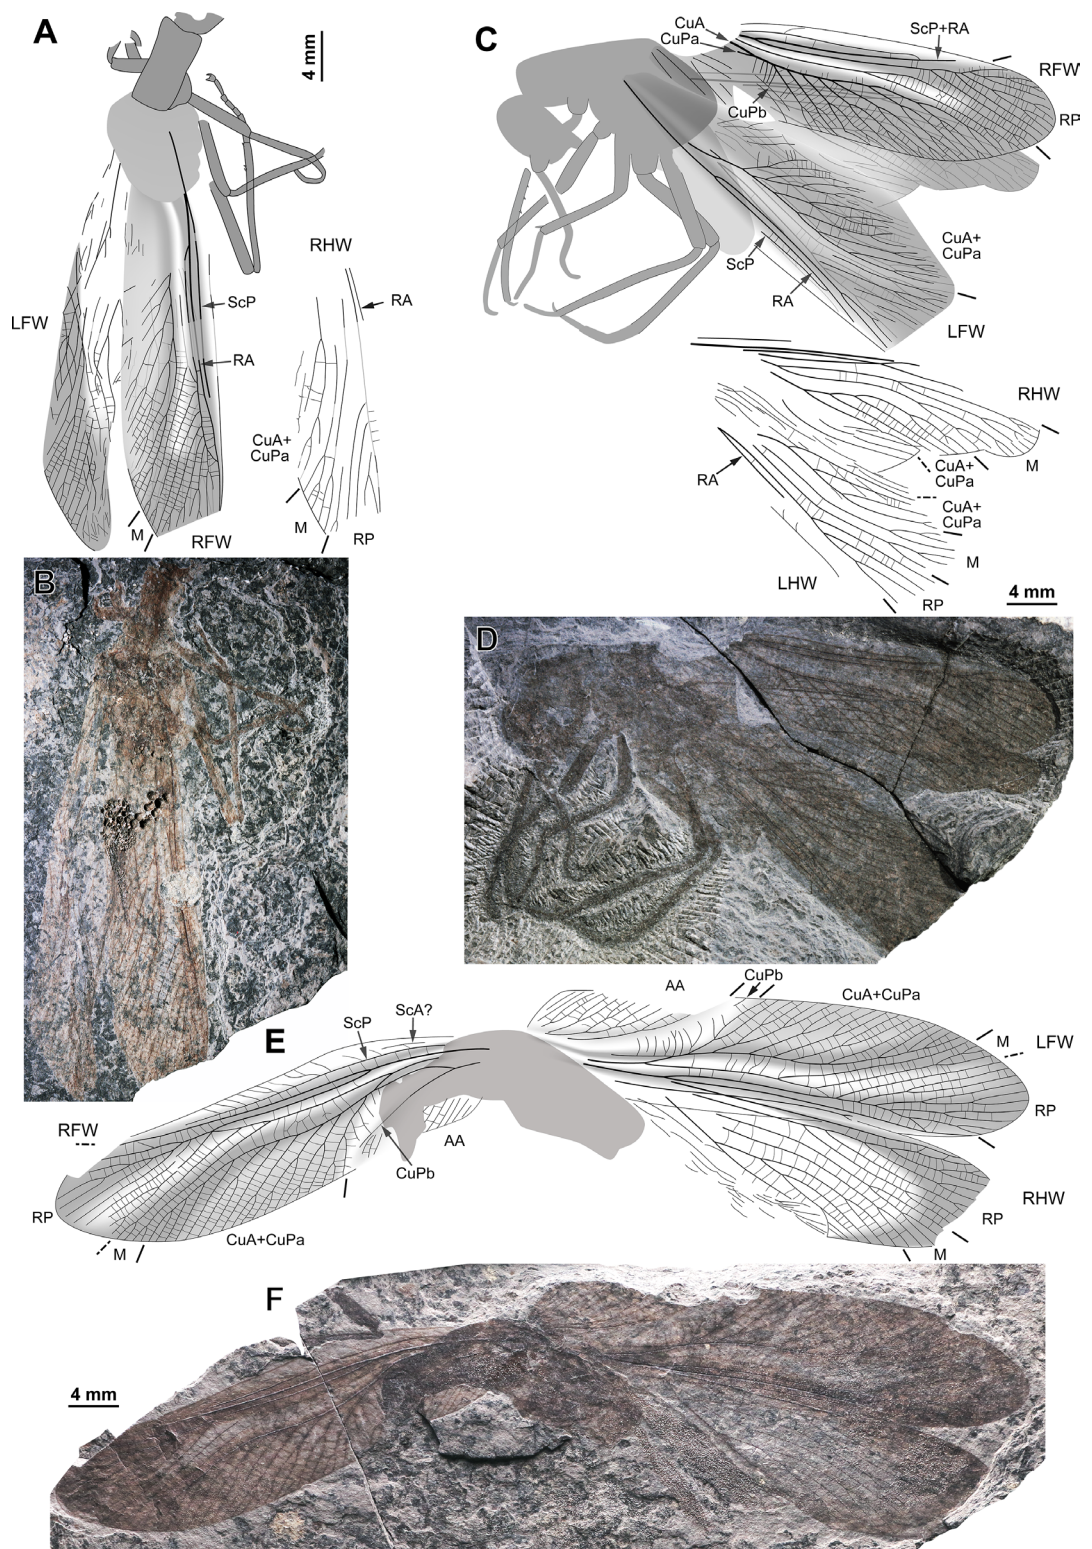 A
4 mm
LFW
ScP
RA
RHW
RA
CuA+
CuPa
M
RFW
M
RP
C
CuA
CuPa
ScP+RA
RFW
CuPb
RP
CuA+
CuPa
ScP
RA
LFW
RHW
M
CuA+
CuPa
RA
CuA+
CuPa
M
LHW
RP
4 mm
B
D
E
ScP
ScA?
AA
CuPb
CuA+CuPa
M
LFW
RP
RFW
AA
CuPb
RP
M
CuA+CuPa
RHW
RP
M
F
4 mm